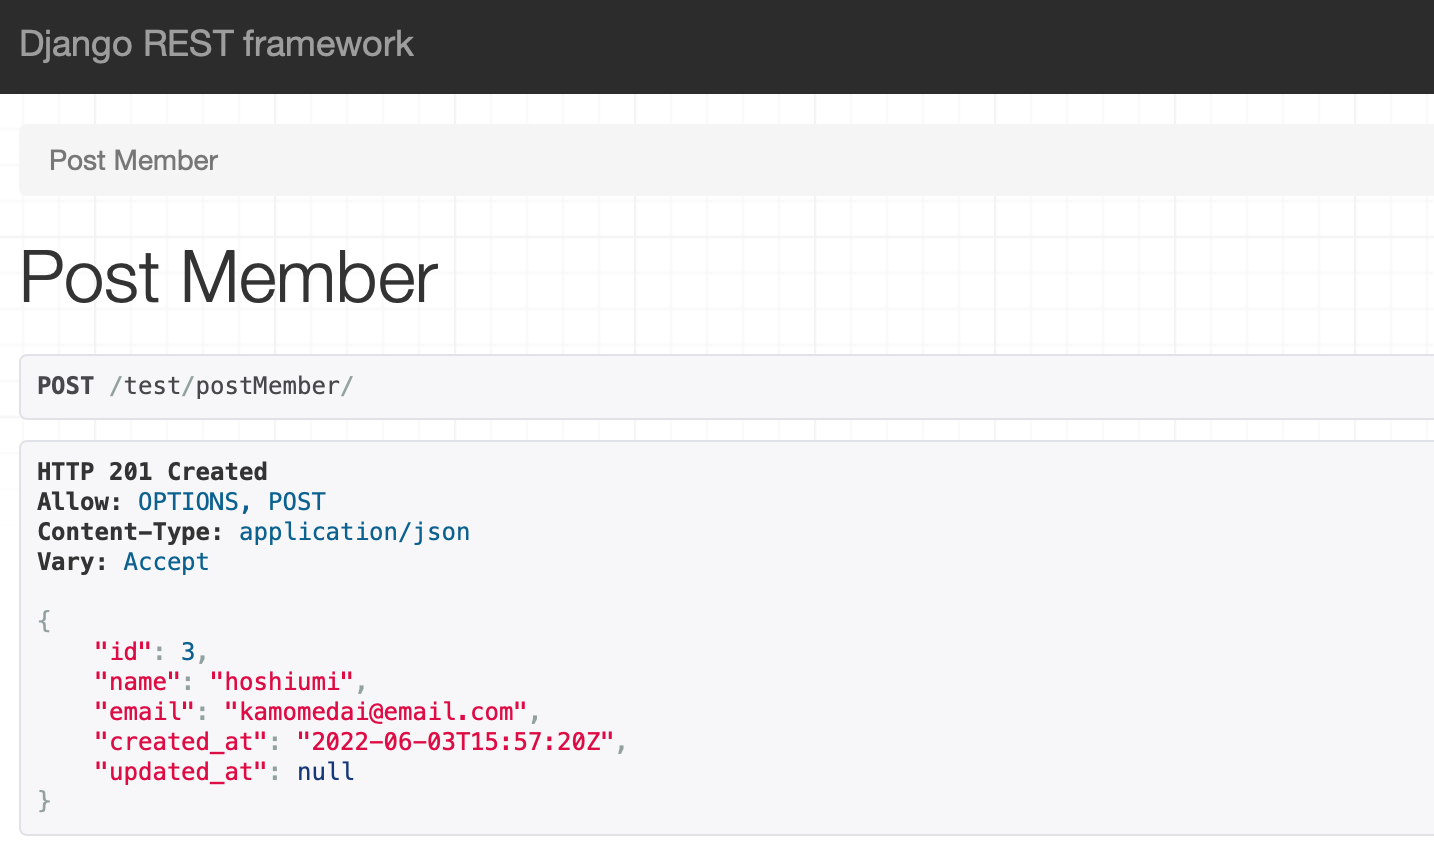 Django REST framework
Post Member
Post Member
POST /test/postMember/
HTTP 201 Created
Allow: OPTIONS, POST
Content-Type: application/json
Vary: Accept
{
    "id": 3,
    "name": "hoshiumi",
    "email": "kamomedai@email.com",
    "created_at": "2022-06-03T15:57:20Z",
    "updated_at": null
}